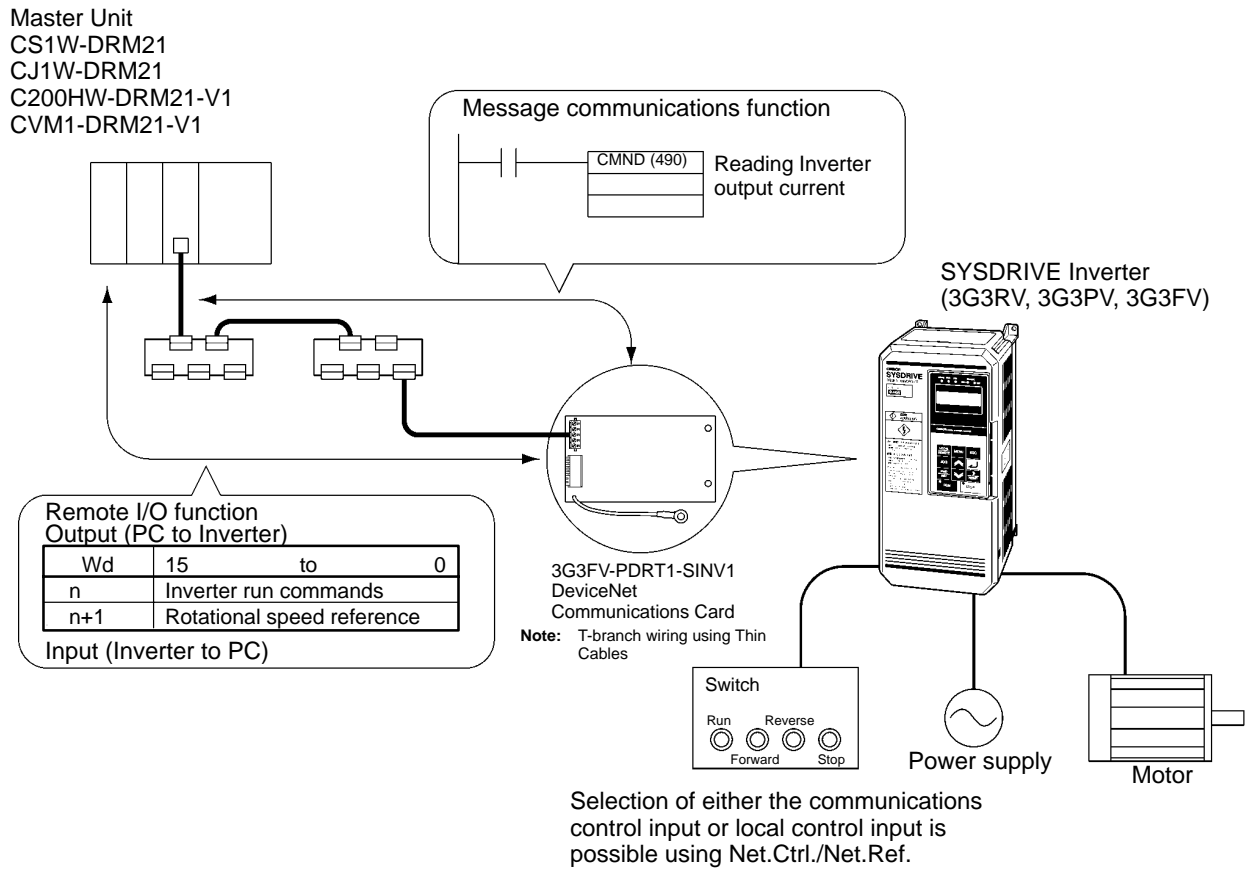 Master Unit
CS1W-DRM21
CJ1W-DRM21
C200HW-DRM21-V1
CVM1-DRM21-V1
Message communications function
CMND (490)
Reading Inverter
output current
SYSDRIVE Inverter
(3G3RV, 3G3PV, 3G3FV)
SYSDRIVE
Remote I/O function
Output (PC to Inverter)
Wd 15 to 0
n Inverter run commands
n+1 Rotational speed reference
Input (Inverter to PC)
3G3FV-PDRT1-SINV1
DeviceNet
Communications Card
Note: T-branch wiring using Thin
Cables
Switch
Run Reverse
Forward Stop
Power supply
Motor
Selection of either the communications
control input or local control input is
possible using Net.Ctrl./Net.Ref.